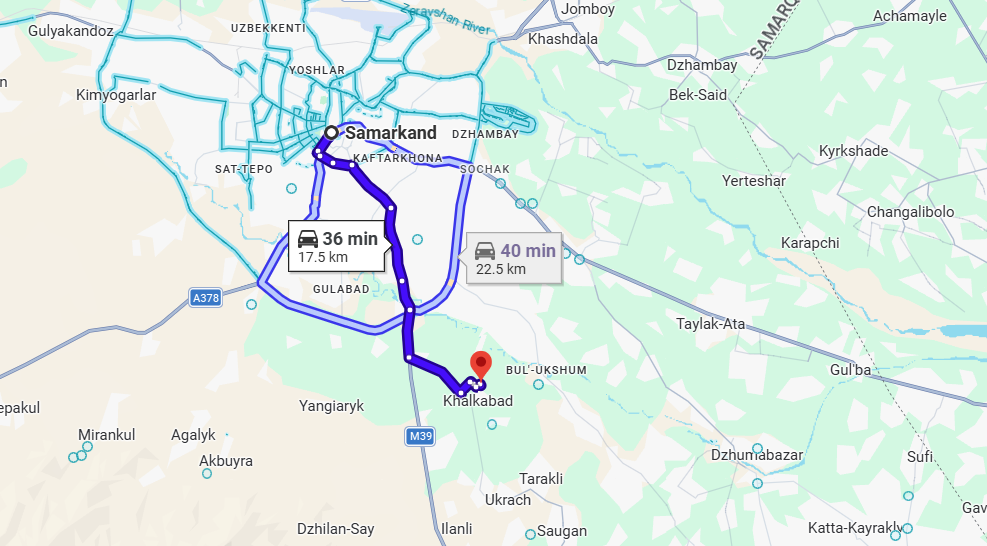 Zeravshan River
Jomboy
Achamayle
UZBEKKENTI
Gulyakandoz
Khashdala
SAMARQ
YOSHLAR
Dzhambay
Kimyogarlar
Bek-Said
Samarkand
DZHAMBAY
KAFTARKHONA
Kyrkshade
SAT-TEPO
SOCHAK
Yerteshar
Changalibolo
36 min
17.5 km
40 min
22.5 km
Karapchi
GULABAD
A378
Taylak-Ata
BUL'-UKSHUM
Gul'ba
Khalkabad
epakul
Yangiaryk
Mirankul
Agalyk
M39
Akbuyra
Dzhumabazar
Sufi
Tarakli
Ukrach
Gav
Dzhilan-Say
Ilanli
Saugan
Katta-Kayrakly